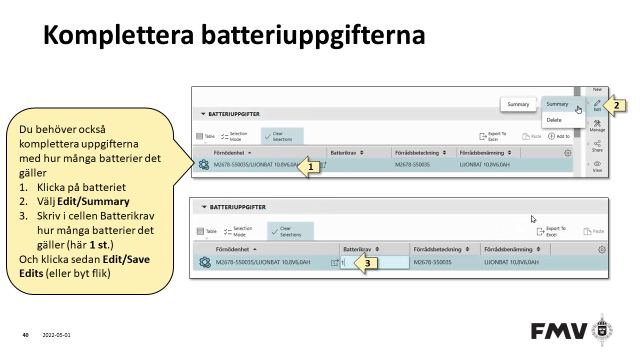 Komplettera batteriuppgifterna
Du behöver också
komplettera uppgifterna
med hur många batterier det
gäller
1. Klicka på batteriet
2. Välj Edit/Summary
3. Skriv i cellen Batterikrav
hur många batterier det
gäller (här 1 st.)
Och klicka sedan Edit/Save
Edits (eller byt flik)
New
Summary
Summary
Edit
2
Delete
BATTERIUPPGIFTER
Manage
Table
Selection
Mode
Clear
Selections
Export To
Excel
Paste
Add to
Share
Förnödenhet
Batterikrav
Förrådsbeteckning
Förrådsbenämning
M2678-550035/LIJONBAT 10,8V6,0AH
1
M2678-550035
LIJONBAT 10,8V6,0AH
View
BATTERIUPPGIFTER
Table
Selection
Mode
Clear
Selections
Export To
Excel
Paste
Förnödenhet
Batterikrav
Förrådsbeteckning
Förrådsbenämning
M2678-550035/LIJONBAT 10,8V6,0AH
1
3
M2678-550035
LIJONBAT 10,8V6,0AH
40
2022-05-01
FMV